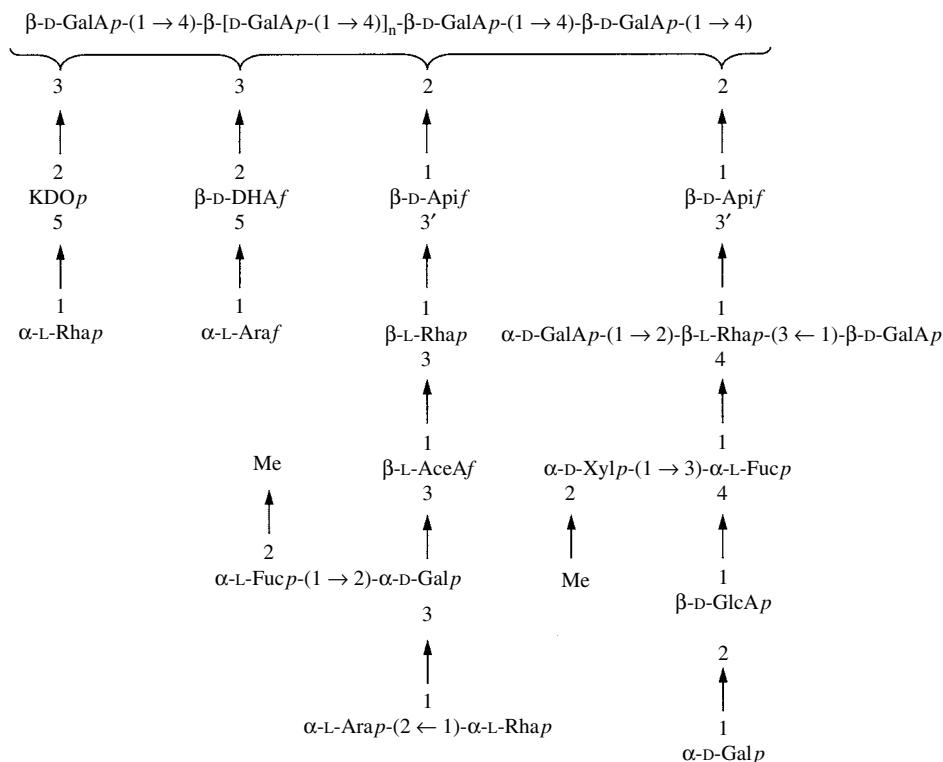 β-D-GalAp-(1 → 4)-β-[D-GalAp-(1 → 4)]n-β-D-GalAp-(1 → 4)-β-D-GalAp-(1 → 4)
3 3 2 2
2 2 1 1
KDOp β-D-DHAf β-D-Apif β-D-Apif
5 5 3′ 3′
1 1 1 1
α-L-Rhap α-L-Araf β-L-Rhap α-D-GalAp-(1 → 2)-β-L-Rhap-(3 ← 1)-β-D-GalAp
3 4
1 1
Me β-L-AceAf α-D-Xylp-(1 → 3)-α-L-Fucp
3 2 4
2
α-L-Fucp-(1 → 2)-α-D-Galp Me 1
β-D-GlcAp
3
2
1 1
α-L-Arap-(2 ← 1)-α-L-Rhap
α-D-Galp